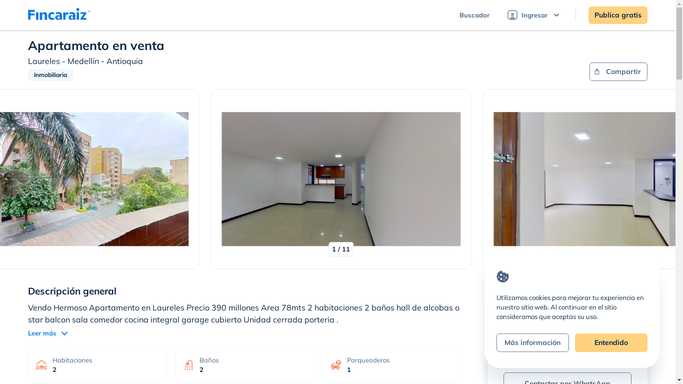 Fincaraiz
Buscador
Ingresar
Publica gratis
Apartamento en venta
Laureles - Medellín - Antioquia
Inmobiliaria
Compartir
1 / 11
Descripción general
Vendo Hermoso Apartamento en Laureles Precio 390 millones Area 78mts 2 habitaciones 2 baños hall de alcobas o
star balcon sala comedor cocina integral garage cubierto Unidad cerrada porteria .
Leer más
Habitaciones
2
Baños
2
Parqueaderos
1
Utilizamos cookies para mejorar tu experiencia en
nuestro sitio web. Al continuar en el sitio
consideramos que aceptas su uso.
Más información
Entendido
Contactar por WhatsApp